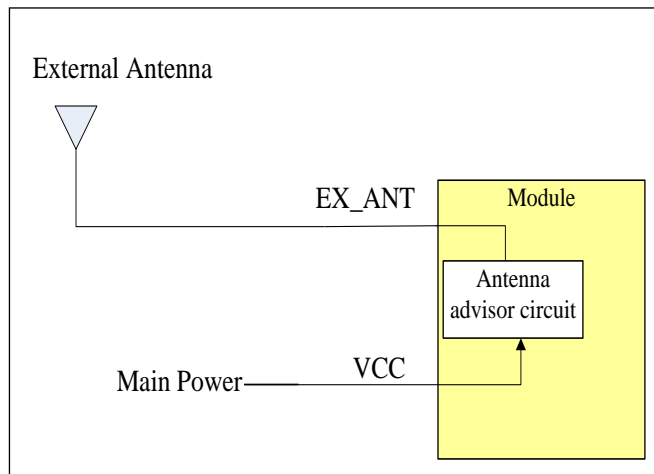 External Antenna
EX_ANT
Module
Antenna
advisor circuit
VCC
Main Power